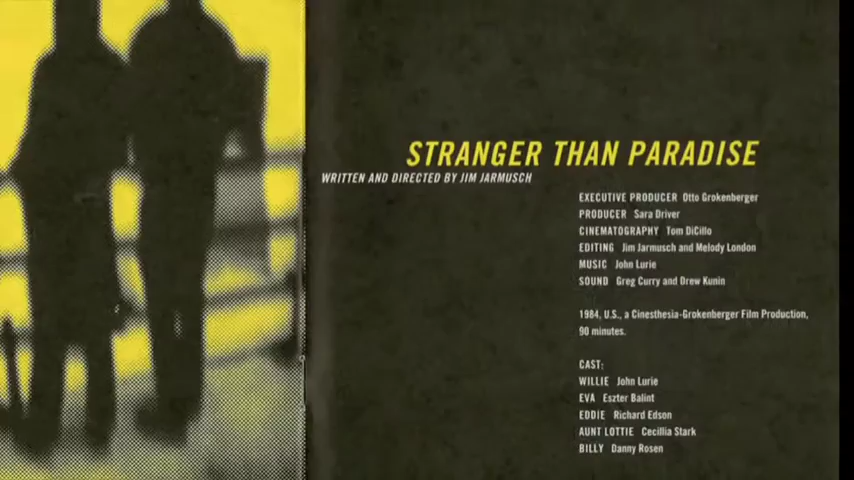 STRANGER THAN PARADISE
WRITTEN AND DIRECTED BY JIM JARMUSCH
EXECUTIVE PRODUCER Otto Grokenberger
PRODUCER Sara Driver
CINEMATOGRAPHY Tom DiCillo
EDITING Jim Jarmusch and Melody London
MUSIC John Lurie
SOUND Greg Curry and Drew Kunin
1984, U.S., a Cinesthesia-Grokenberger Film Production,
90 minutes.
CAST:
WILLIE John Lurie
EVA Eszter Balint
EDDIE Richard Edson
AUNT LOTTIE Cecillia Stark
BILLY Danny Rosen